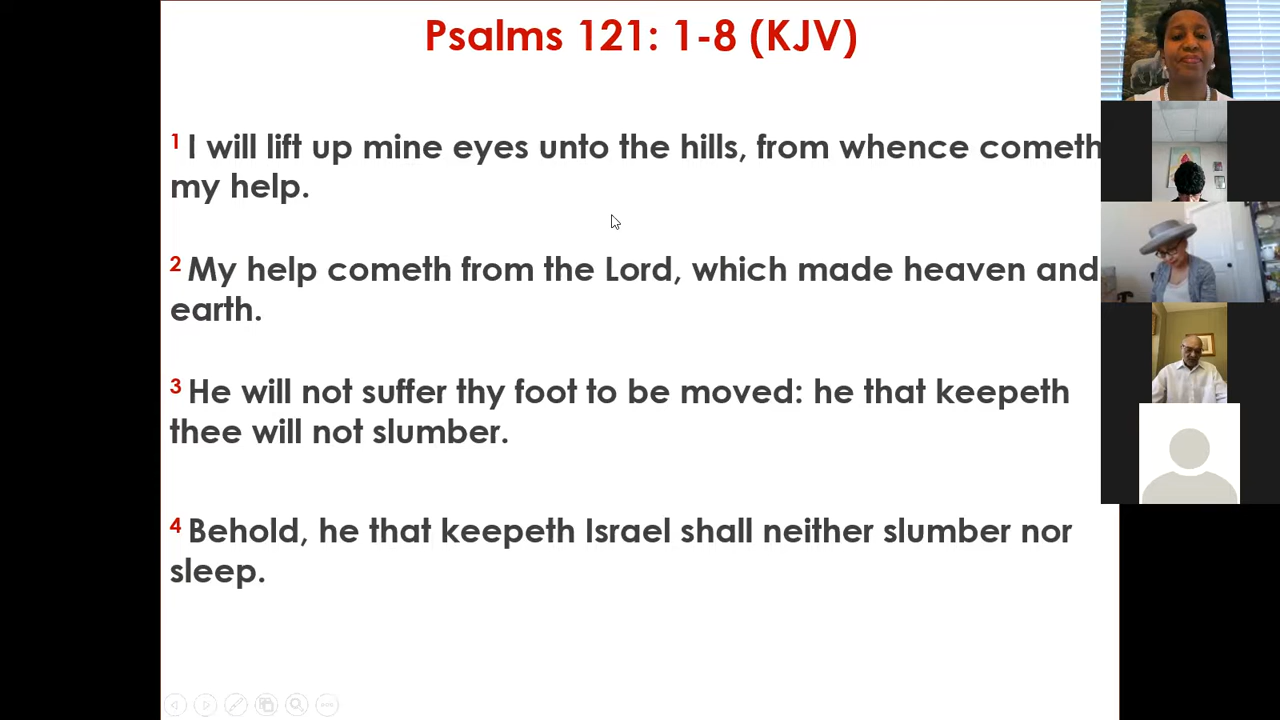 Psalms 121: 1-8 (KJV)
1 I will lift up mine eyes unto the hills, from whence cometh
my help.
2 My help cometh from the Lord, which made heaven and
earth.
3 He will not suffer thy foot to be moved: he that keepeth
thee will not slumber.
4 Behold, he that keepeth Israel shall neither slumber nor
sleep.